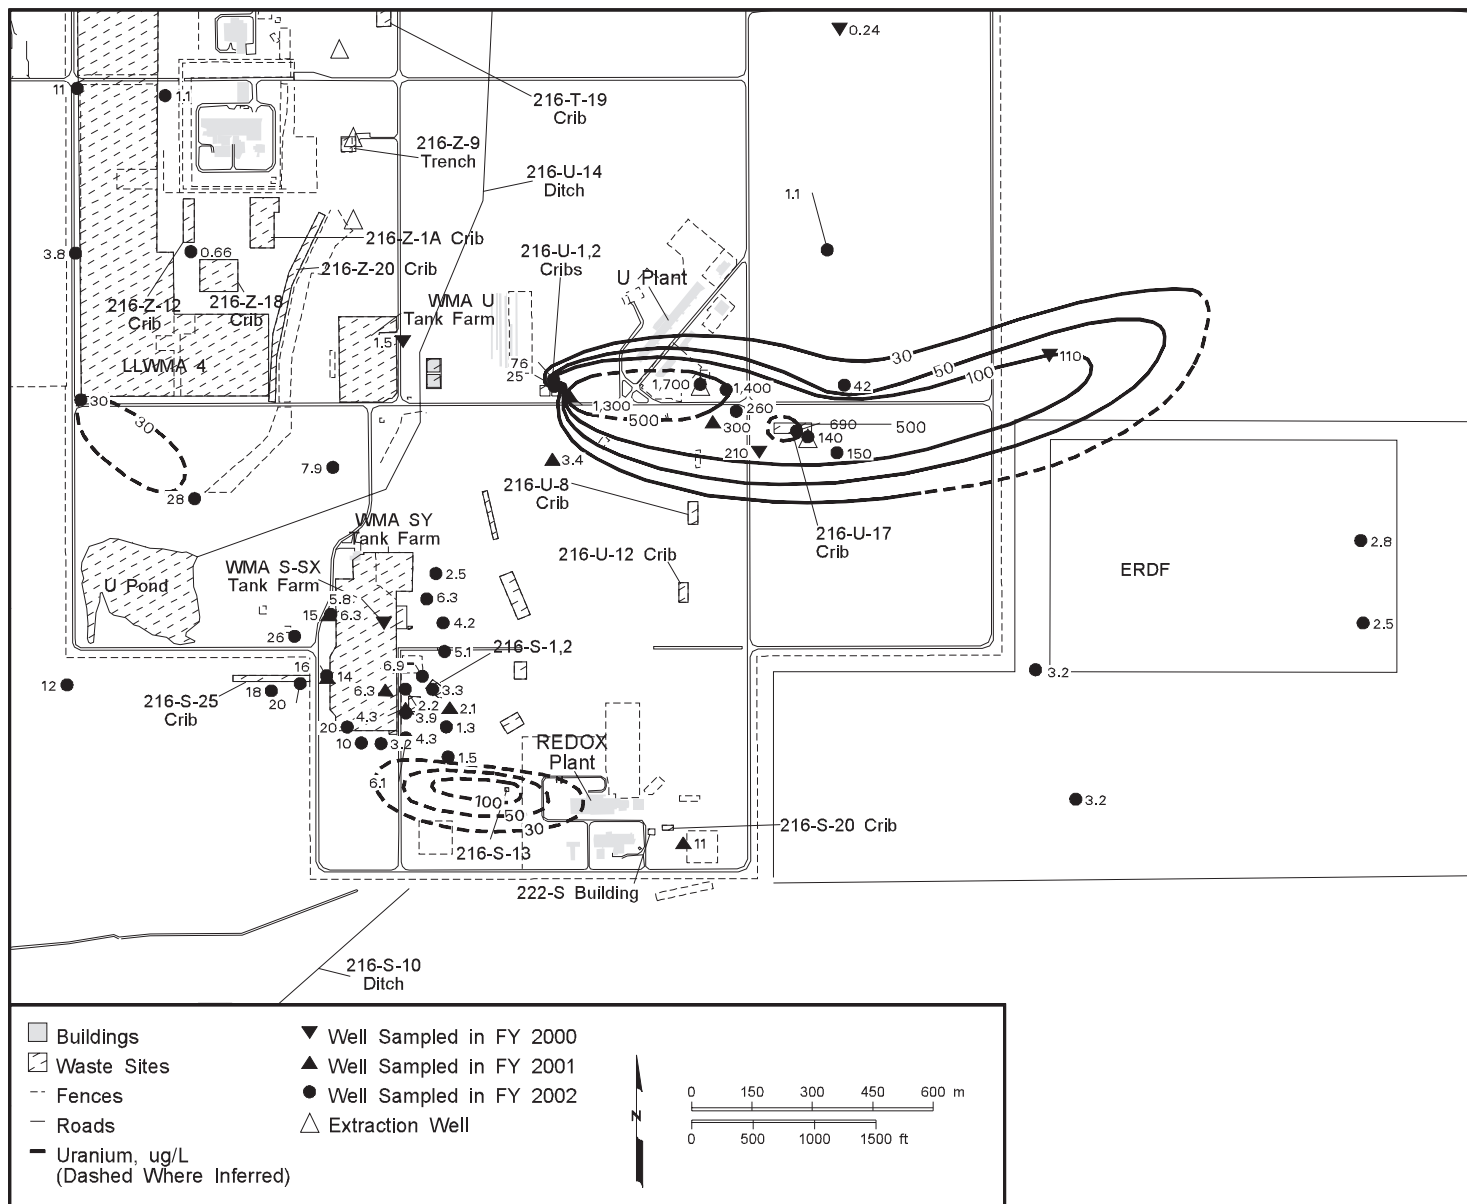 0.24
11
1.1
216-T-19
Crib
216-Z-9
Trench
216-U-14
Ditch
1.1
3.8
0.66
216-Z-1A Crib
216-U-1,2
Cribs
216-Z-20 Crib
U Plant
216-Z-12
Crib
216-Z-18
Crib
WMA U
Tank Farm
1.5
LLWMA 4
76
25
30
50
100
110
1,700
1,400
42
30
30
1,300
500
260
300
690
500
140
210
150
3.4
7.9
28
216-U-8
Crib
216-U-17
Crib
WMA SY
Tank Farm
216-U-12 Crib
2.8
ERDF
WMA S-SX
Tank Farm
U Pond
2.5
5.8
6.3
15
6.3
4.2
2.5
26
5.1
216-S-1,2
16
14
6.9
3.2
12
216-S-25
Crib
18
20
6.3
3.3
2.2
2.1
4.3
3.9
20
1.3
10
3.2
4.3
1.5
REDOX
Plant
6.1
100
50
30
3.2
216-S-13
216-S-20 Crib
11
222-S Building
216-S-10
Ditch
Buildings
Waste Sites
Fences
Roads
Uranium, ug/L
(Dashed Where Inferred)
Well Sampled in FY 2000
Well Sampled in FY 2001
Well Sampled in FY 2002
Extraction Well
N
0 150 300 450 600 m
0 500 1000 1500 ft